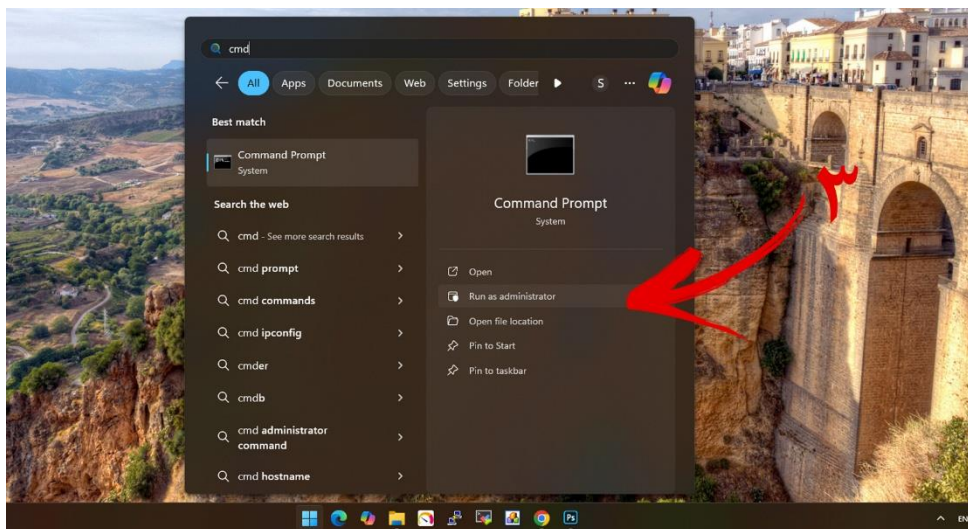 cmd
All Apps Documents Web Settings Folder S ...
Best match
Command Prompt
System
Search the web
cmd - See more search results
cmd prompt
cmd commands
cmd ipconfig
cmder
cmdb
cmd administrator
command
cmd hostname
Command Prompt
System
Open
Run as administrator
Open file location
Pin to Start
Pin to taskbar
۳
Ps
EN